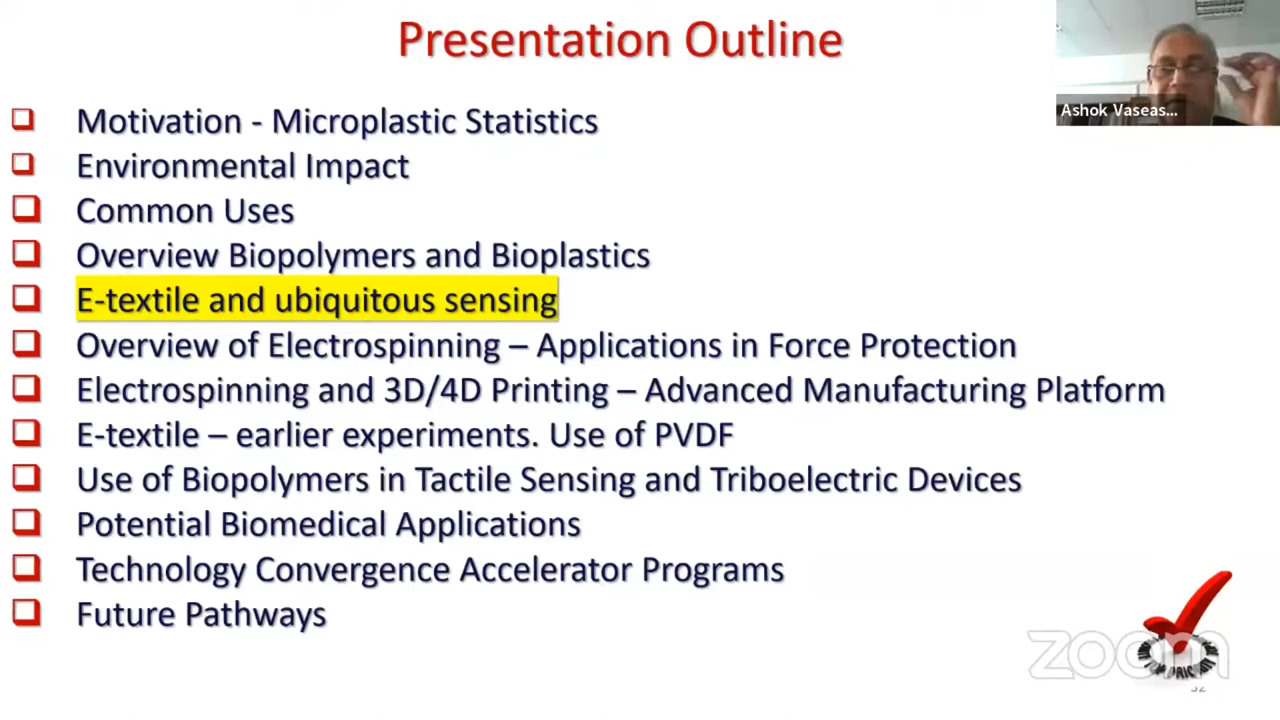 Presentation Outline
Ashok Vaseas...
Motivation - Microplastic Statistics
Environmental Impact
Common Uses
Overview Biopolymers and Bioplastics
E-textile and ubiquitous sensing
Overview of Electrospinning – Applications in Force Protection
Electrospinning and 3D/4D Printing – Advanced Manufacturing Platform
E-textile – earlier experiments. Use of PVDF
Use of Biopolymers in Tactile Sensing and Triboelectric Devices
Potential Biomedical Applications
Technology Convergence Accelerator Programs
Future Pathways
zoom